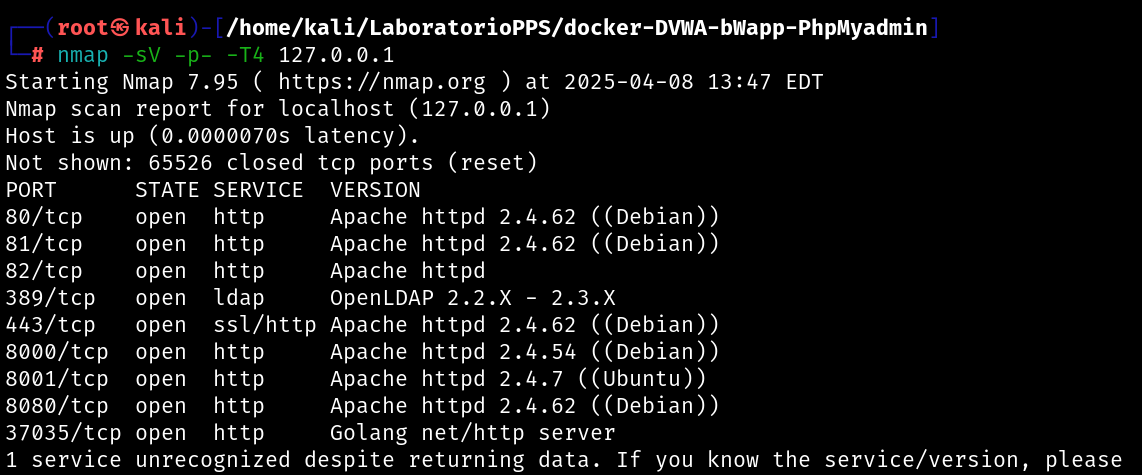 (root㉿kali)-[/home/kali/LaboratorioPPS/docker-DVWA-bWapp-PhpMyadmin]
# nmap -sV -p- -T4 127.0.0.1
Starting Nmap 7.95 ( https://nmap.org ) at 2025-04-08 13:47 EDT
Nmap scan report for localhost (127.0.0.1)
Host is up (0.0000070s latency).
Not shown: 65526 closed tcp ports (reset)
PORT      STATE SERVICE  VERSION
80/tcp    open  http     Apache httpd 2.4.62 ((Debian))
81/tcp    open  http     Apache httpd 2.4.62 ((Debian))
82/tcp    open  http     Apache httpd
389/tcp   open  ldap     OpenLDAP 2.2.X - 2.3.X
443/tcp   open  ssl/http Apache httpd 2.4.62 ((Debian))
8000/tcp  open  http     Apache httpd 2.4.54 ((Debian))
8001/tcp  open  http     Apache httpd 2.4.7 ((Ubuntu))
8080/tcp  open  http     Apache httpd 2.4.62 ((Debian))
37035/tcp open  http     Golang net/http server
1 service unrecognized despite returning data. If you know the service/version, please